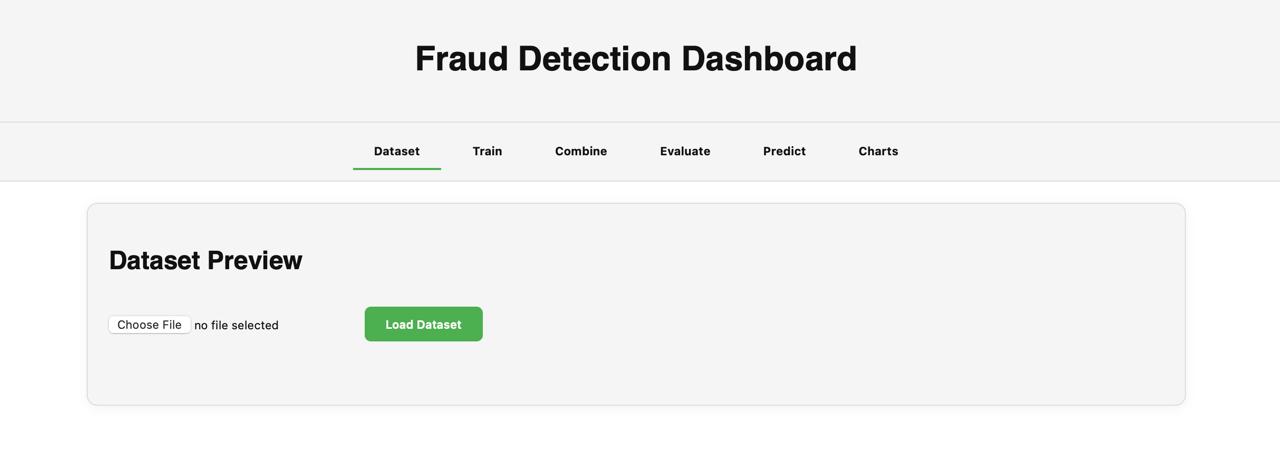 Fraud Detection Dashboard
Dataset Train Combine Evaluate Predict Charts
Dataset Preview
Choose File no file selected Load Dataset